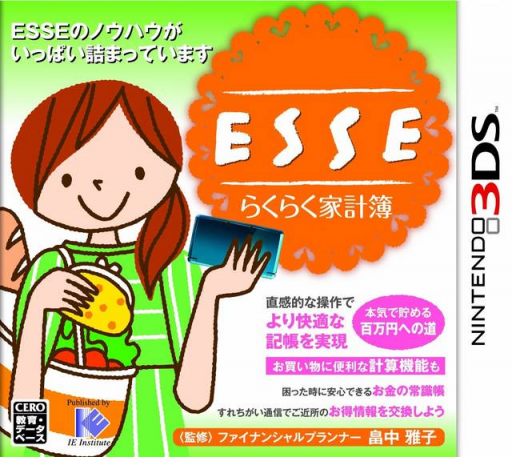 ESSEのノウハウが
いっぱい詰まっています
ESSE
らくらく家計簿
NINTENDO 3DS™
直感的な操作で
より快適な
記帳を実現
本気で貯める
百万円への道
お買い物に便利な計算機能も
困った時に安心できるお金の常識帳
すれちがい通信でご近所のお得情報を交換しよう
〈監修〉ファイナンシャルプランナー 畠中 雅子
CERO
教育・データベース
Published by
IE Institute